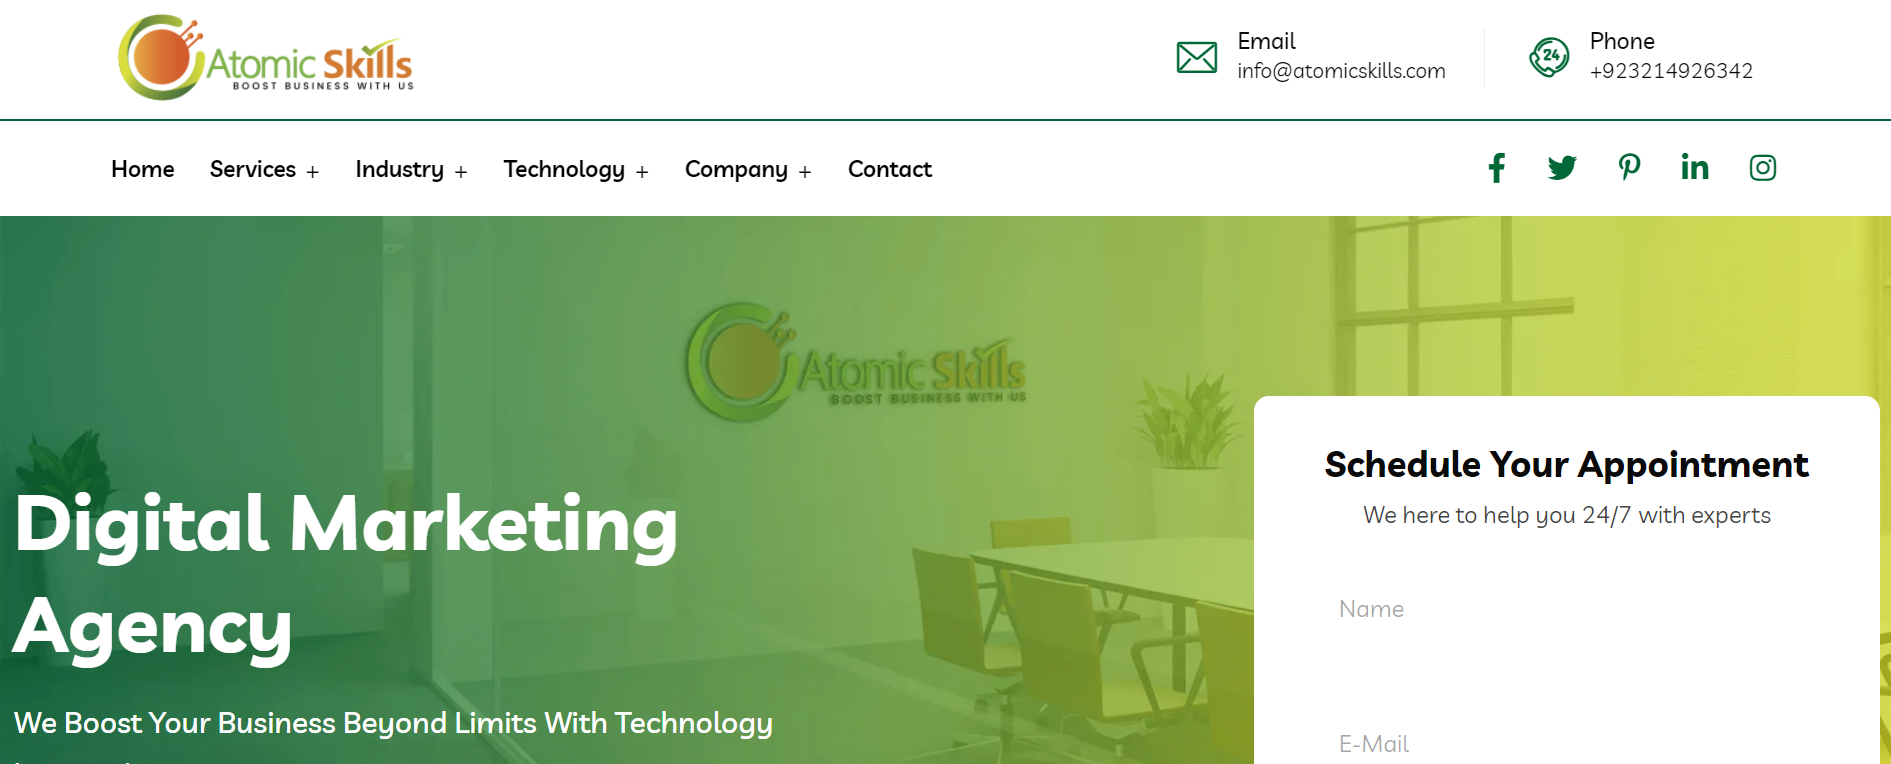 Atomic Skills
BOOST BUSINESS WITH US
Email
info@atomicskills.com
24
Phone
+923214926342
Home
Services +
Industry +
Technology +
Company +
Contact
Atomic Skills
BOOST BUSINESS WITH US
Digital Marketing
Agency
We Boost Your Business Beyond Limits With Technology
Schedule Your Appointment
We here to help you 24/7 with experts
Name
E-Mail